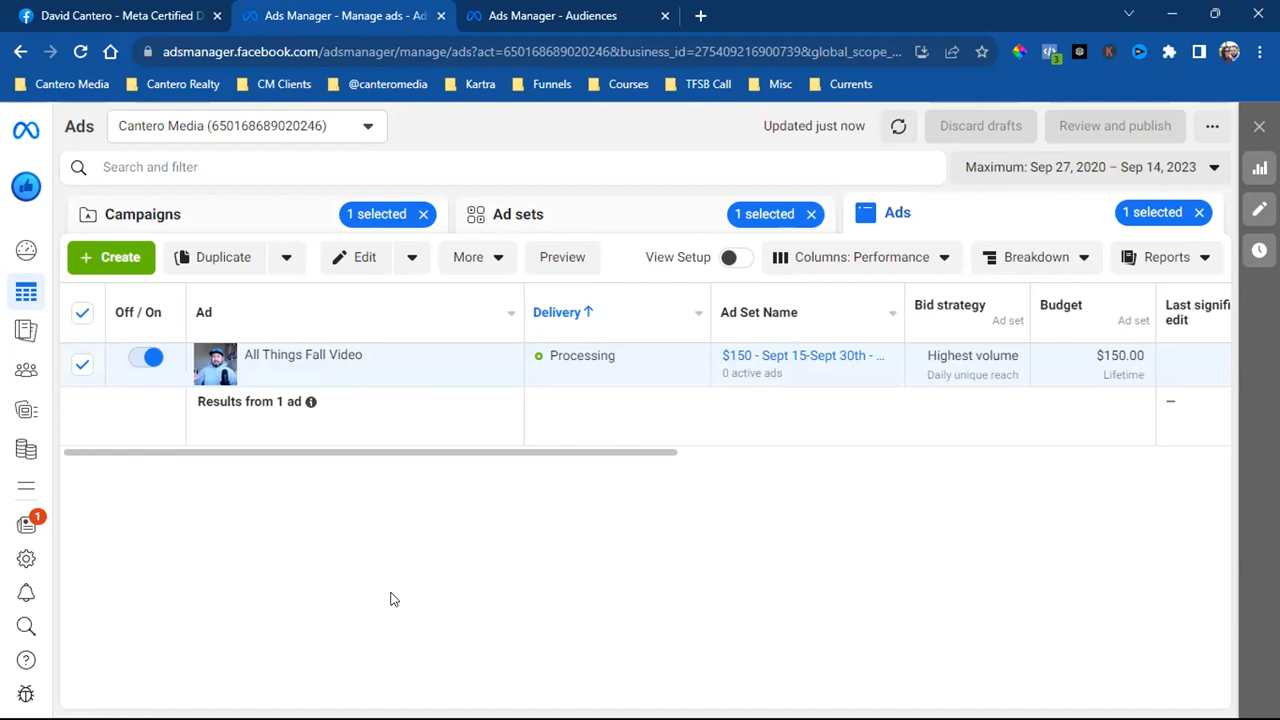 David Cantero - Meta Certified D
Ads Manager - Manage ads - Ads
Ads Manager - Audiences
adsmanager.facebook.com/adsmanager/manage/ads?act=650168689020246&business_id=275409216900739&global_scope_...
3
Cantero Media
Cantero Realty
CM Clients
@canteromedia
Kartra
Funnels
Courses
TFSB Call
Misc
Currents
Ads
Cantero Media (650168689020246)
Updated just now
Discard drafts
Review and publish
Search and filter
Maximum: Sep 27, 2020 – Sep 14, 2023
Campaigns
1 selected
Ad sets
1 selected
Ads
1 selected
+ Create
Duplicate
Edit
More
Preview
View Setup
Columns: Performance
Breakdown
Reports
Off / On
Ad
Delivery ↑
Ad Set Name
Bid strategy
Ad set
Budget
Ad set
Last signifi
edit
All Things Fall Video
Processing
$150 - Sept 15-Sept 30th - ...
0 active ads
Highest volume
Daily unique reach
$150.00
Lifetime
Results from 1 ad
—
1